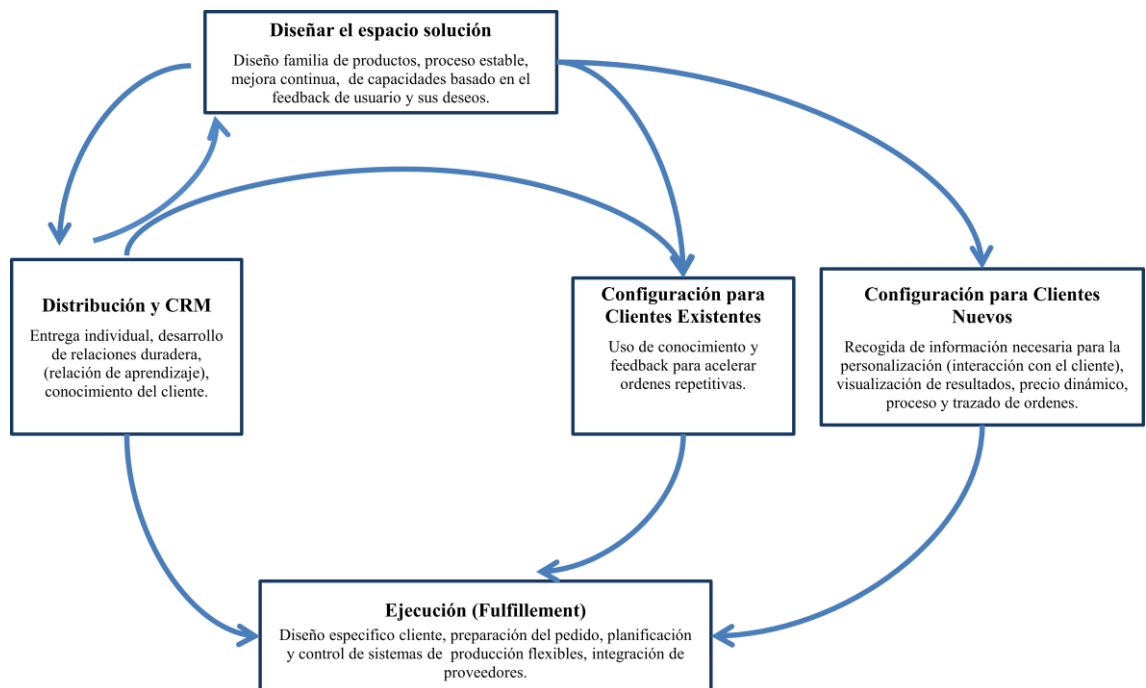 Diseñar el espacio solución
Diseño familia de productos, proceso estable,
mejora continua, de capacidades basado en el
feedback de usuario y sus deseos.
Distribución y CRM
Entrega individual, desarrollo
de relaciones duradera,
(relación de aprendizaje),
conocimiento del cliente.
Configuración para
Clientes Existentes
Uso de conocimiento y
feedback para acelerar
ordenes repetitivas.
Configuración para Clientes
Nuevos
Recogida de información necesaria para la
personalización (interacción con el cliente),
visualización de resultados, precio dinámico,
proceso y trazado de ordenes.
Ejecución (Fulfillement)
Diseño especifico cliente, preparación del pedido, planificación
y control de sistemas de producción flexibles, integración de
proveedores.